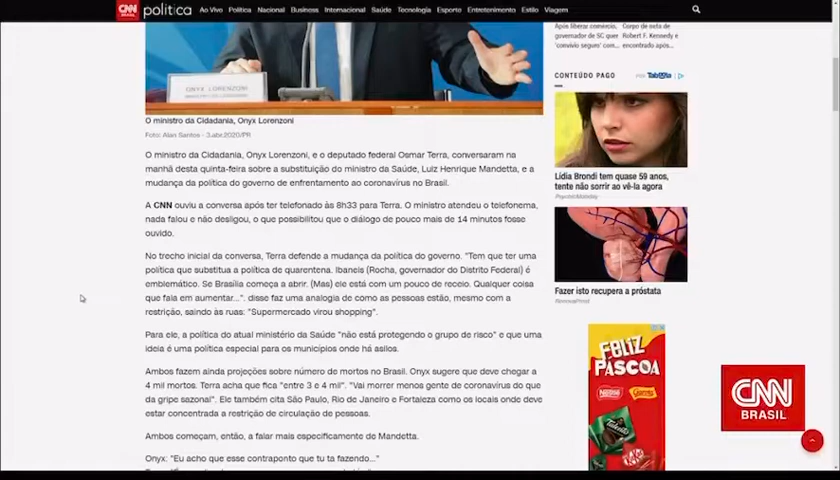 CNN política Ao Vivo Política Nacional Business Internacional Saúde Tecnologia Esporte Entretenimento Estilo Viagem
ONYX LORENZONI
O ministro da Cidadania, Onyx Lorenzoni
Foto: Alan Santos - 3.abr.2020/PR
O ministro da Cidadania, Onyx Lorenzoni, e o deputado federal Osmar Terra, conversaram na
manhã desta quinta-feira sobre a substituição do ministro da Saúde, Luiz Henrique Mandetta, e a
mudança da política do governo de enfrentamento ao coronavírus no Brasil.
A CNN ouviu a conversa após ter telefonado às 8h33 para Terra. O ministro atendeu o telefonema,
nada falou e não desligou, o que possibilitou que o diálogo de pouco mais de 14 minutos fosse
ouvido.
No trecho inicial da conversa, Terra defende a mudança da política do governo. "Tem que ter uma
política que substitua a política de quarentena. Ibaneis (Rocha, governador do Distrito Federal) é
emblemático. Se Brasília começa a abrir. (Mas) ele está com um pouco de receio. Qualquer coisa
que fala em aumentar...". disse faz uma analogia de como as pessoas estão, mesmo com a
restrição, saindo às ruas: "Supermercado virou shopping".
Para ele, a política do atual ministério da Saúde "não está protegendo o grupo de risco" e que uma
ideia é uma política especial para os municípios onde há asilos.
Ambos fazem ainda projeções sobre número de mortos no Brasil. Onyx sugere que deve chegar a
4 mil mortos. Terra acha que fica "entre 3 e 4 mil". "Vai morrer menos gente de coronavírus do que
da gripe sazonal". Ele também cita São Paulo, Rio de Janeiro e Fortaleza como os locais onde deve
estar concentrada a restrição de circulação de pessoas.
Ambos começam, então, a falar mais especificamente de Mandetta.
Onyx: "Eu acho que esse contraponto que tu ta fazendo..."
Após liberar comércio,
governador de SC quer
'convívio seguro' com...
Corpo de neta de
Robert F. Kennedy é
encontrado após...
CONTEÚDO PAGO
Taboola
Lídia Brondi tem quase 59 anos,
tente não sorrir ao vê-la agora
Fazer isto recupera a próstata
FELIZ
PÁSCOA
Nestlé Garoto
Talento
KitKat
CNN
BRASIL